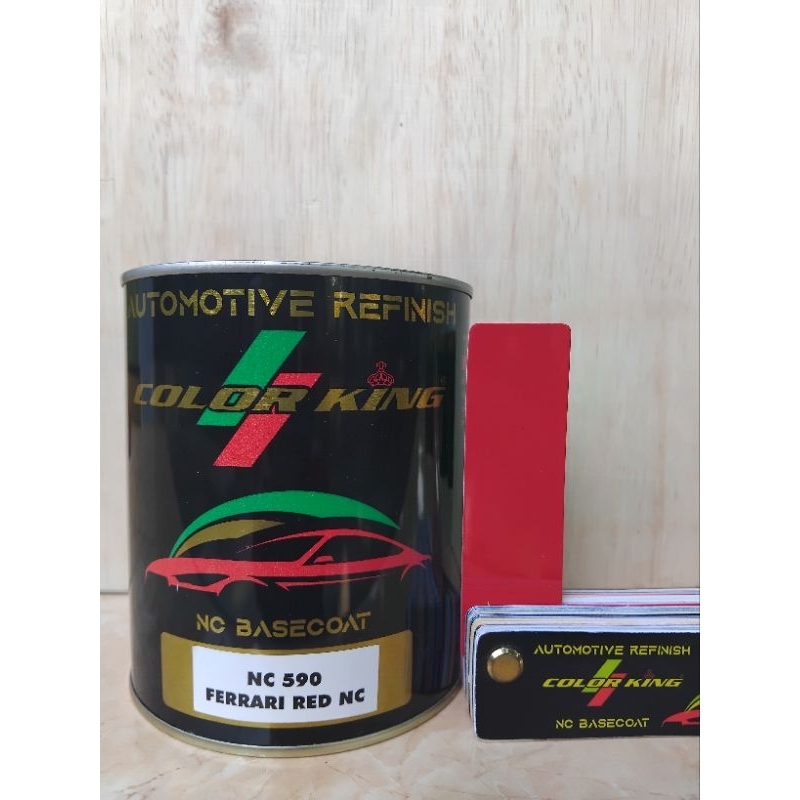 AUTOMOTIVE REFINISH
COLOR KING
NC BASECOAT
NC 590
FERRARI RED NC
AUTOMOTIVE REFINISH
COLOR KING
NC BASECOAT